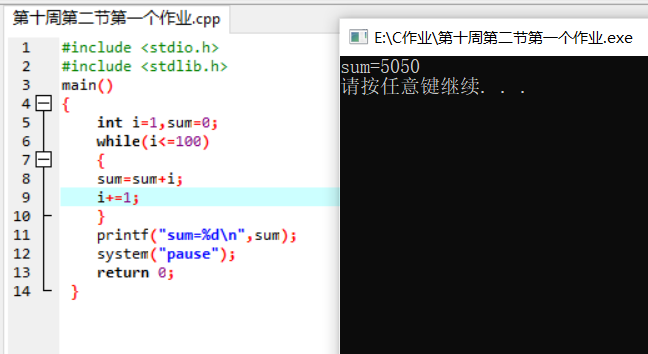 第十周第二节第一个作业.cpp
1 #include <stdio.h>
2 #include <stdlib.h>
3 main()
4 {
5 int i=1,sum=0;
6 while(i<=100)
7 {
8 sum=sum+i;
9 i+=1;
10 }
11 printf("sum=%d\n",sum);
12 system("pause");
13 return 0;
14 }
E:\C作业\第十周第二节第一个作业.exe
sum=5050
请按任意键继续. . .